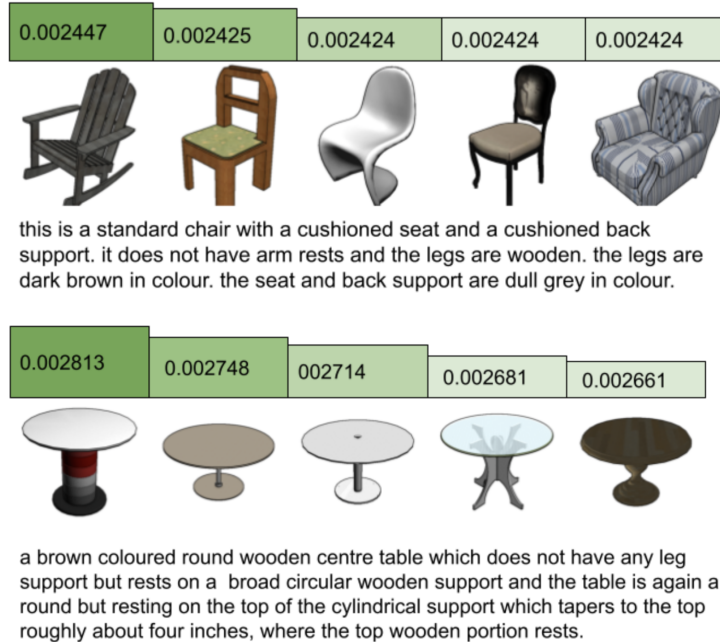 0.002447 0.002425 0.002424 0.002424 0.002424
this is a standard chair with a cushioned seat and a cushioned back
support. it does not have arm rests and the legs are wooden. the legs are
dark brown in colour. the seat and back support are dull grey in colour.
0.002813 0.002748 002714 0.002681 0.002661
a brown coloured round wooden centre table which does not have any leg
support but rests on a broad circular wooden support and the table is again a
round but resting on the top of the cylindrical support which tapers to the top
roughly about four inches, where the top wooden portion rests.